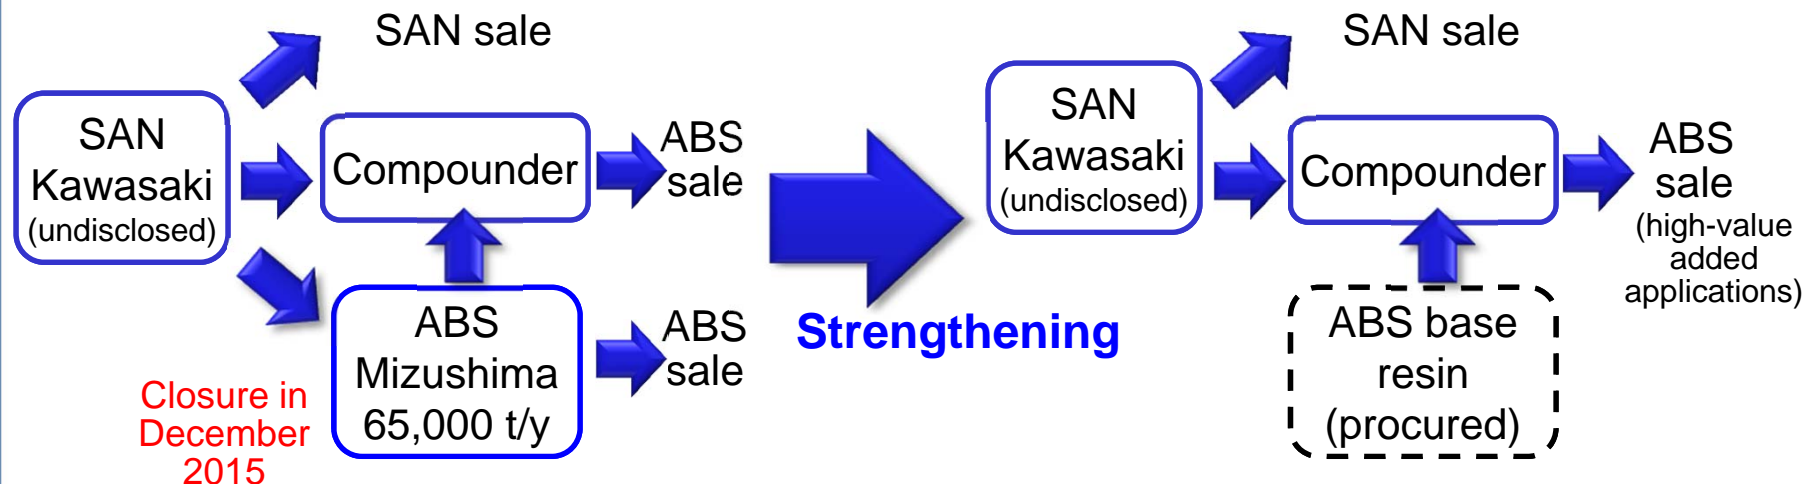 SAN sale
SAN
Kawasaki
(undisclosed)
Compounder
ABS
sale
ABS
Mizushima
65,000 t/y
ABS
sale
Closure in
December
2015
Strengthening
SAN sale
SAN
Kawasaki
(undisclosed)
Compounder
ABS
sale
(high-value
added
applications)
ABS base
resin
(procured)